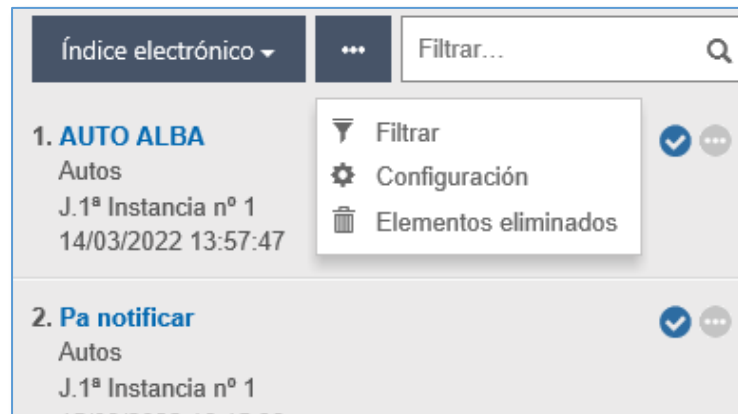 Índice electrónico
Filtrar...
1. AUTO ALBA
Autos
J.1ª Instancia nº 1
14/03/2022 13:57:47
Filtrar
Configuración
Elementos eliminados
2. Pa notificar
Autos
J.1ª Instancia nº 1